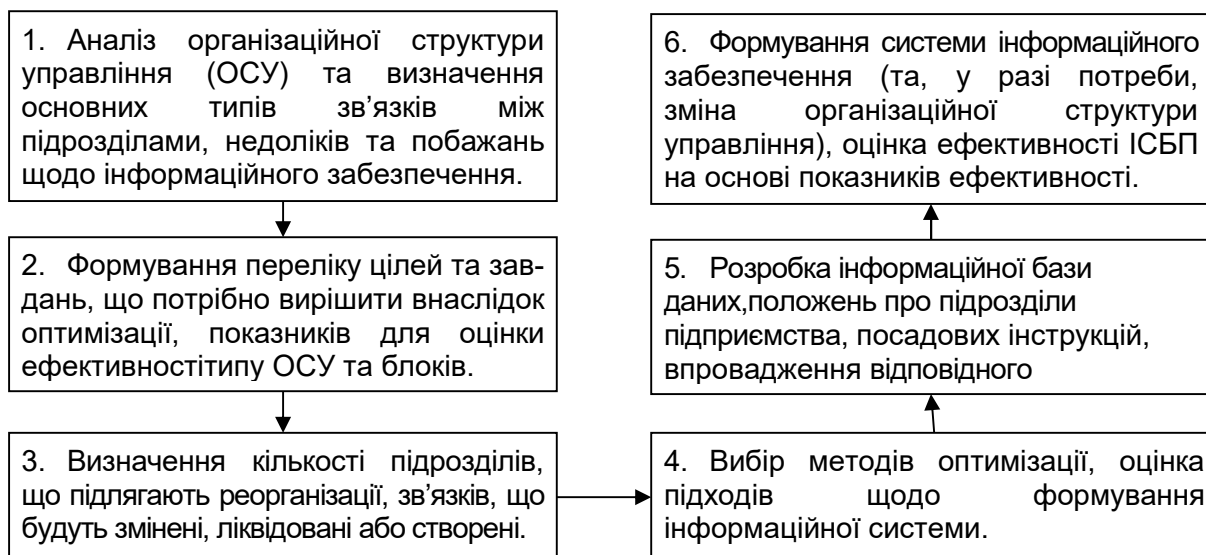 1. Аналіз організаційної структури
управління (ОСУ) та визначення
основних типів зв’язків між
підрозділами, недоліків та побажань
щодо інформаційного забезпечення.
2. Формування переліку цілей та зав-
дань, що потрібно вирішити внаслідок
оптимізації, показників для оцінки
ефективностітипу ОСУ та блоків.
3. Визначення кількості підрозділів,
що підлягають реорганізації, зв’язків, що
будуть змінені, ліквідовані або створені.
4. Вибір методів оптимізації, оцінка
підходів щодо формування
інформаційної системи.
5. Розробка інформаційної бази
даних,положень про підрозділи
підприємства, посадових інструкцій,
впровадження відповідного
6. Формування системи інформаційного
забезпечення (та, у разі потреби,
зміна організаційної структури
управління), оцінка ефективності ІСБП
на основі показників ефективності.